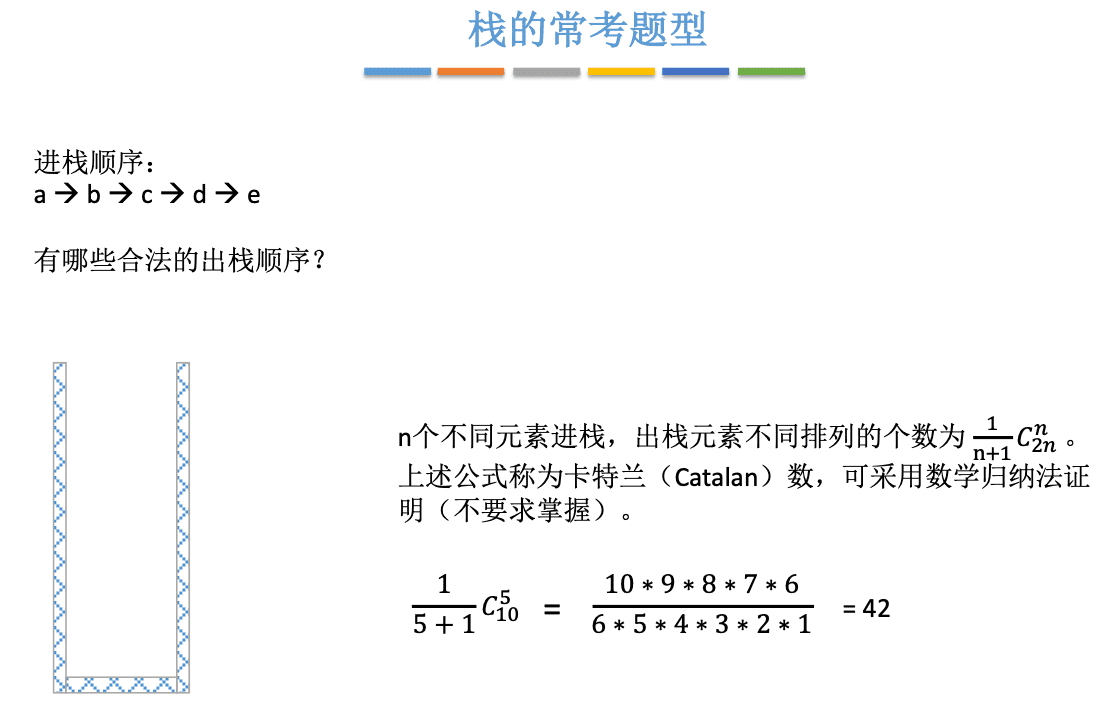 栈的常考题型
进栈顺序：
a → b → c → d → e
有哪些合法的出栈顺序？
n个不同元素进栈，出栈元素不同排列的个数为 \frac{1}{n+1}C_{2n}^{n} 。
上述公式称为卡特兰（Catalan）数，可采用数学归纳法证
明（不要求掌握）。
\frac{1}{5+1}C_{10}^{5} = \frac{10*9*8*7*6}{6*5*4*3*2*1} = 42